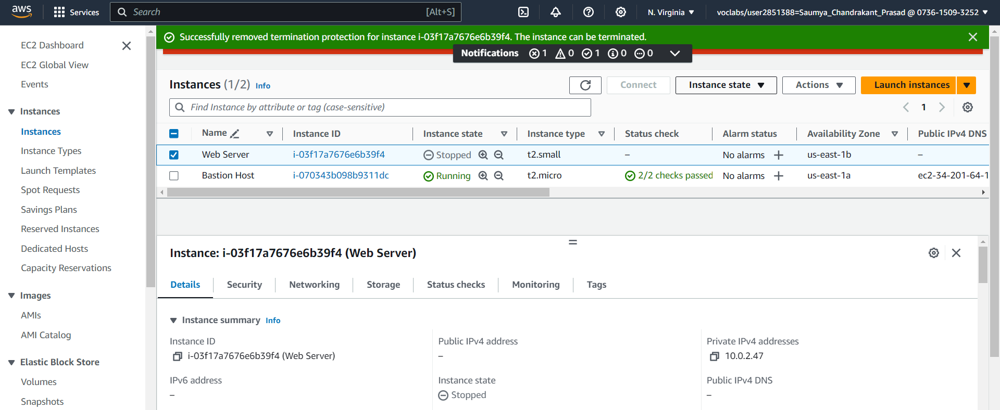 aws
Services
Search
[Alt+S]
N. Virginia
voclabs/user2851388=Saumya_Chandrakant_Prasad @ 0736-1509-3252
EC2 Dashboard
EC2 Global View
Events
Instances
Instances
Instance Types
Launch Templates
Spot Requests
Savings Plans
Reserved Instances
Dedicated Hosts
Capacity Reservations
Images
AMIs
AMI Catalog
Elastic Block Store
Volumes
Snapshots
Successfully removed termination protection for instance i-03f17a7676e6b39f4. The instance can be terminated.
Notifications 1 0 1 0 0
Instances (1/2) Info
Connect
Instance state
Actions
Launch instances
Find Instance by attribute or tag (case-sensitive)
1
Name Instance ID Instance state Instance type Status check Alarm status Availability Zone Public IPv4 DNS
Web Server i-03f17a7676e6b39f4 Stopped t2.small – No alarms + us-east-1b –
Bastion Host i-070343b098b9311dc Running t2.micro 2/2 checks passed No alarms + us-east-1a ec2-34-201-64-1
Instance: i-03f17a7676e6b39f4 (Web Server)
Details Security Networking Storage Status checks Monitoring Tags
Instance summary Info
Instance ID
i-03f17a7676e6b39f4 (Web Server)
Public IPv4 address
–
Private IPv4 addresses
10.0.2.47
IPv6 address
–
Instance state
Stopped
Public IPv4 DNS
–